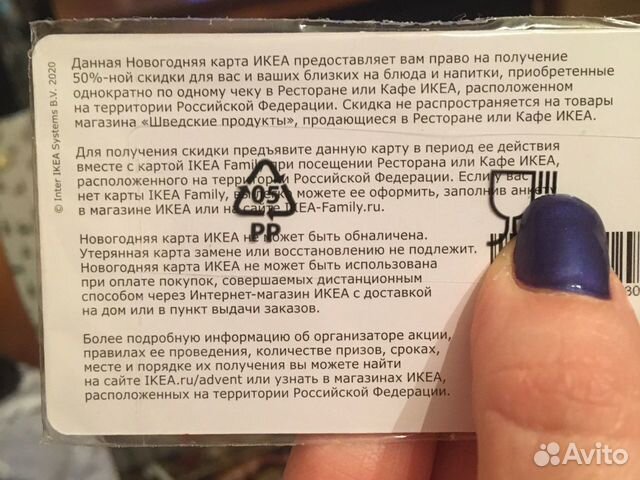 © Inter IKEA Systems B.V. 2020
Данная Новогодняя карта ИКЕА предоставляет вам право на получение
50%-ной скидки для вас и ваших близких на блюда и напитки, приобретенные
однократно по одному чеку в Ресторане или Кафе ИКЕА, расположенном
на территории Российской Федерации. Скидка не распространяется на товары
магазина «Шведские продукты», продающиеся в Ресторане или Кафе ИКЕА.
Для получения скидки предъявите данную карту в период ее действия
вместе с картой IKEA Family при посещении Ресторана или Кафе ИКЕА,
расположенного на территории Российской Федерации. Если у вас
нет карты IKEA Family, вы можете ее оформить, заполнив анкету
в магазине ИКЕА или на сайте IKEA-Family.ru.
05
PP
Новогодняя карта ИКЕА не может быть обналичена.
Утерянная карта замене или восстановлению не подлежит.
Новогодняя карта ИКЕА не может быть использована
при оплате покупок, совершаемых дистанционным
способом через Интернет-магазин ИКЕА с доставкой
на дом или в пункт выдачи заказов.
Более подробную информацию об организаторе акции,
правилах ее проведения, количестве призов, сроках,
месте и порядке их получения вы можете найти
на сайте IKEA.ru/advent или узнать в магазинах ИКЕА,
расположенных на территории Российской Федерации.
Avito